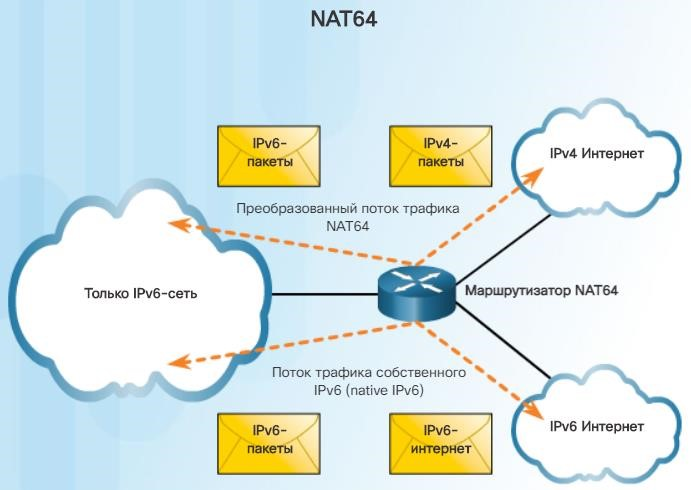 NAT64
IPv6-
пакеты
IPv4-
пакеты
IPv4 Интернет
Преобразованный поток трафика
NAT64
Только IPv6-сеть
Маршрутизатор NAT64
Поток трафика собственного
IPv6 (native IPv6)
IPv6-
пакеты
IPv6-
интернет
IPv6 Интернет